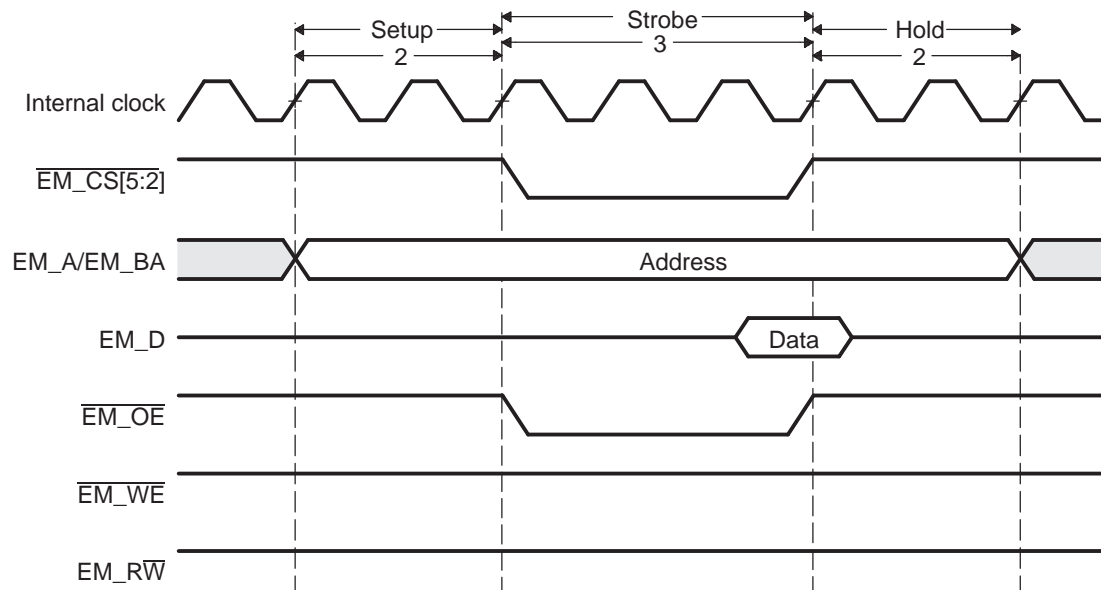 Setup
Strobe
Hold
2
3
2
Internal clock
EM_CS[5:2]
EM_A/EM_BA
Address
EM_D
Data
EM_OE
EM_WE
EM_RW